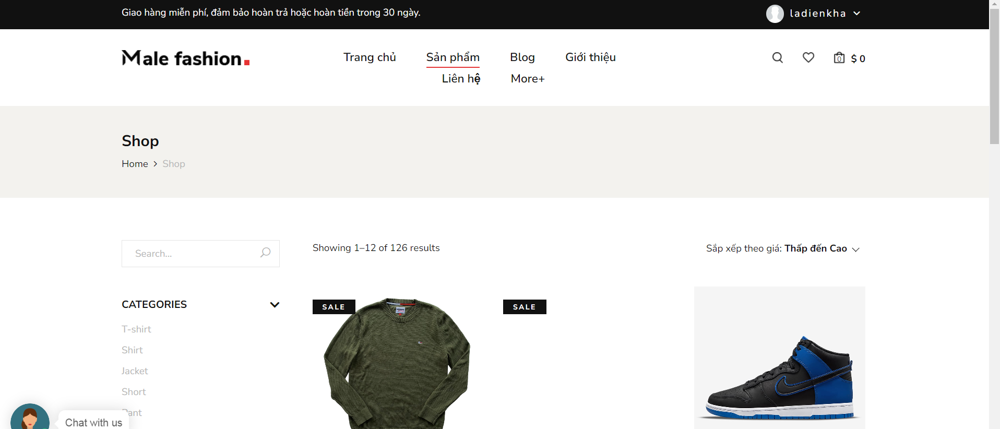 Giao hàng miễn phí, đảm bảo hoàn trả hoặc hoàn tiền trong 30 ngày.
ladienkha
Male fashion.
Trang chủ Sản phẩm Blog Giới thiệu
Liên hệ More+
0 $ 0
Shop
Home > Shop
Search...
Showing 1–12 of 126 results
Sắp xếp theo giá: Thấp đến Cao
CATEGORIES
T-shirt
Shirt
Jacket
Short
Pant
SALE
SALE
Chat with us